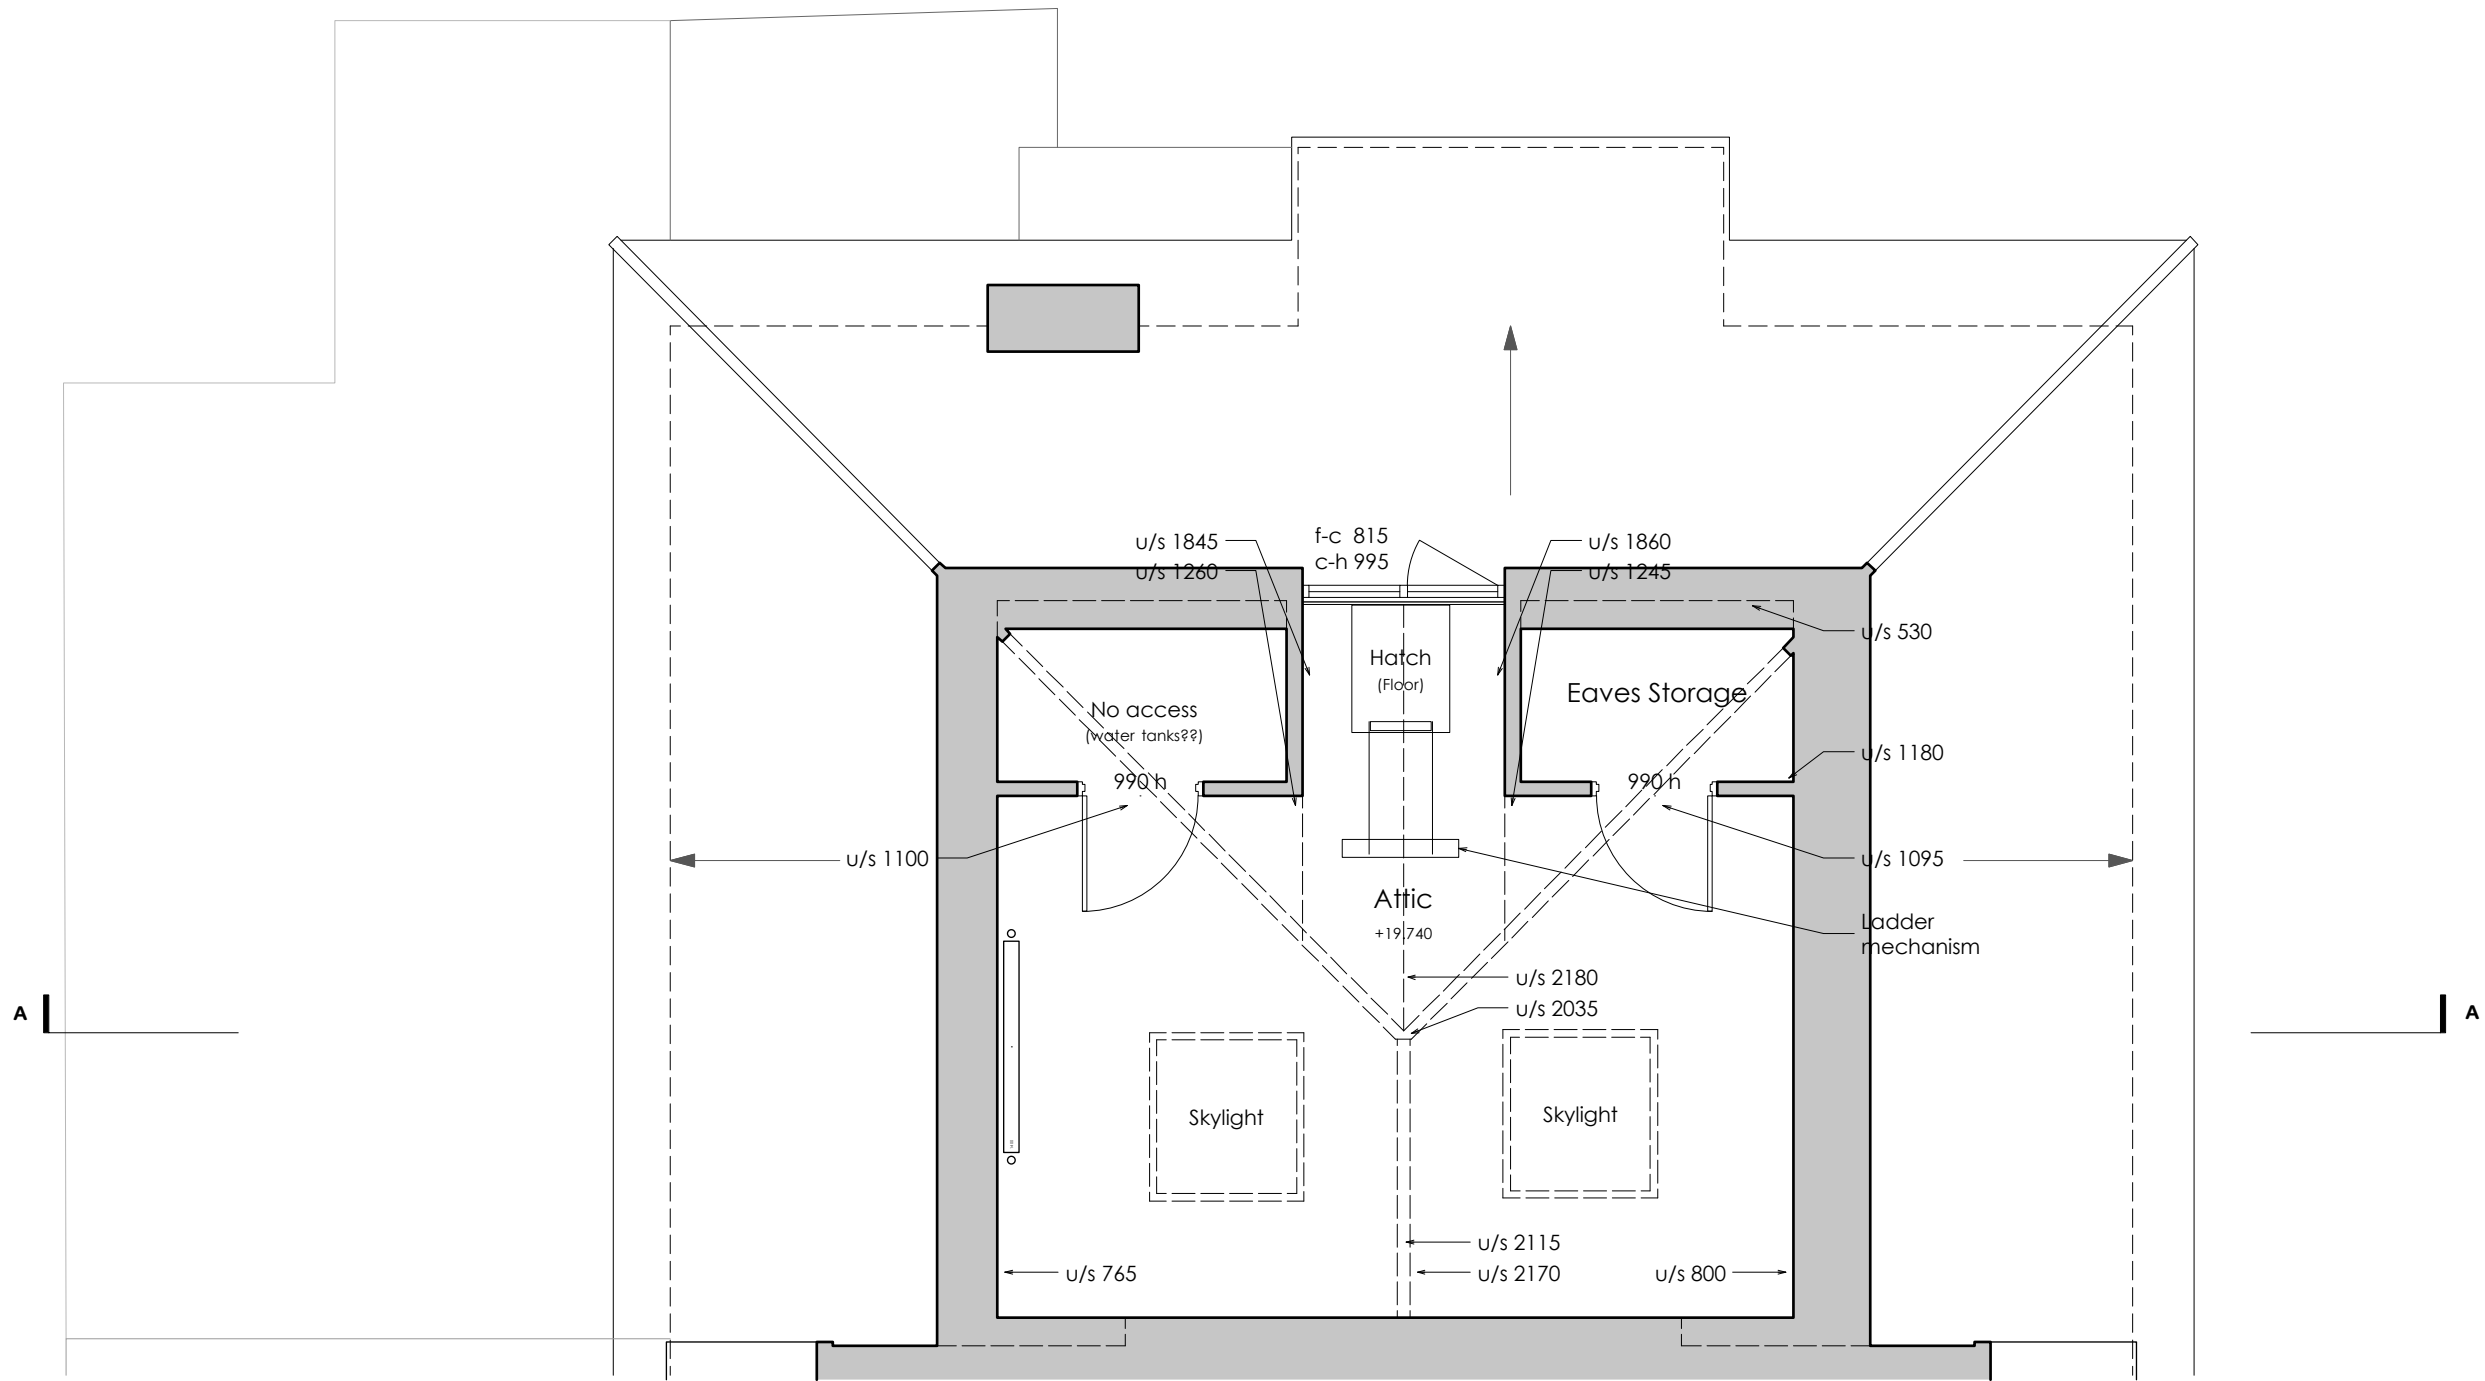 u/s 1845
f-c 815
u/s 1860
c-h 995
u/s 1260
u/s 1245
u/s 530
Hatch
(Floor)
Eaves Storage
No access
(water tanks??)
u/s 1180
990 h
990 h
u/s 1100
u/s 1095
Attic
+19.740
Ladder
mechanism
u/s 2180
u/s 2035
A
A
Skylight
Skylight
u/s 2115
u/s 765
u/s 2170
u/s 800